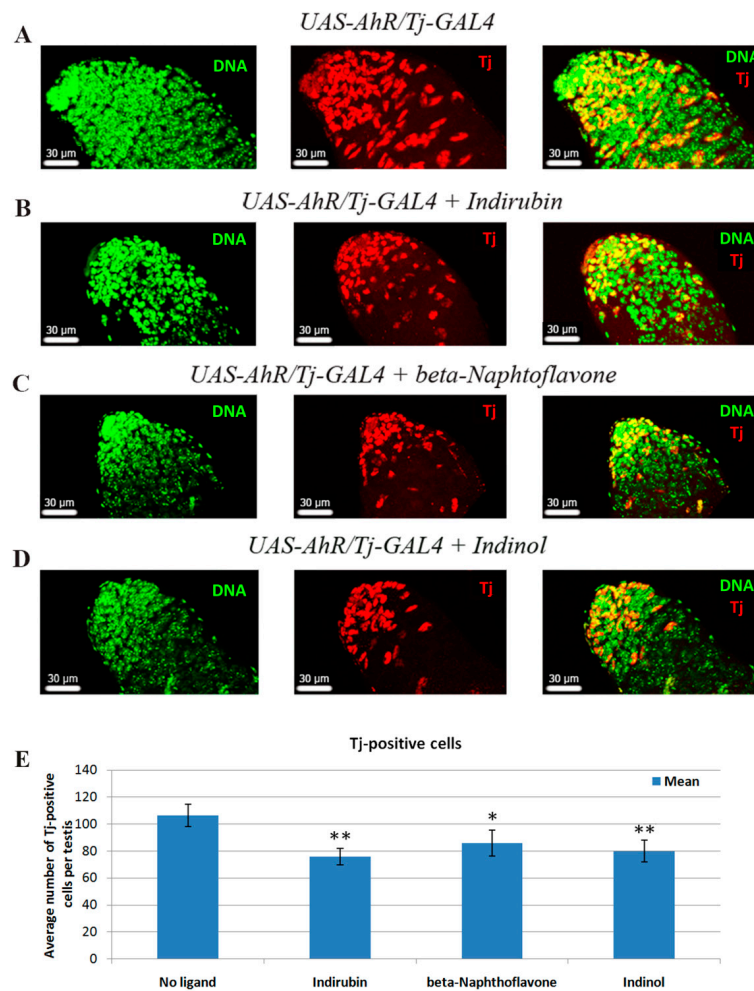 A
UAS-AhR/Tj-GAL4
DNA
30 µm
Tj
30 µm
DNA
Tj
30 µm
B
UAS-AhR/Tj-GAL4 + Indirubin
DNA
30 µm
Tj
30 µm
DNA
Tj
30 µm
C
UAS-AhR/Tj-GAL4 + beta-Naphtoflavone
DNA
30 µm
Tj
30 µm
DNA
Tj
30 µm
D
UAS-AhR/Tj-GAL4 + Indinol
DNA
30 µm
Tj
30 µm
DNA
Tj
30 µm
E
Tj-positive cells
Average number of Tj-positive
cells per testis
140
120
100
80
60
40
20
0
Mean
**
*
**
No ligand
Indirubin
beta-Naphthoflavone
Indinol